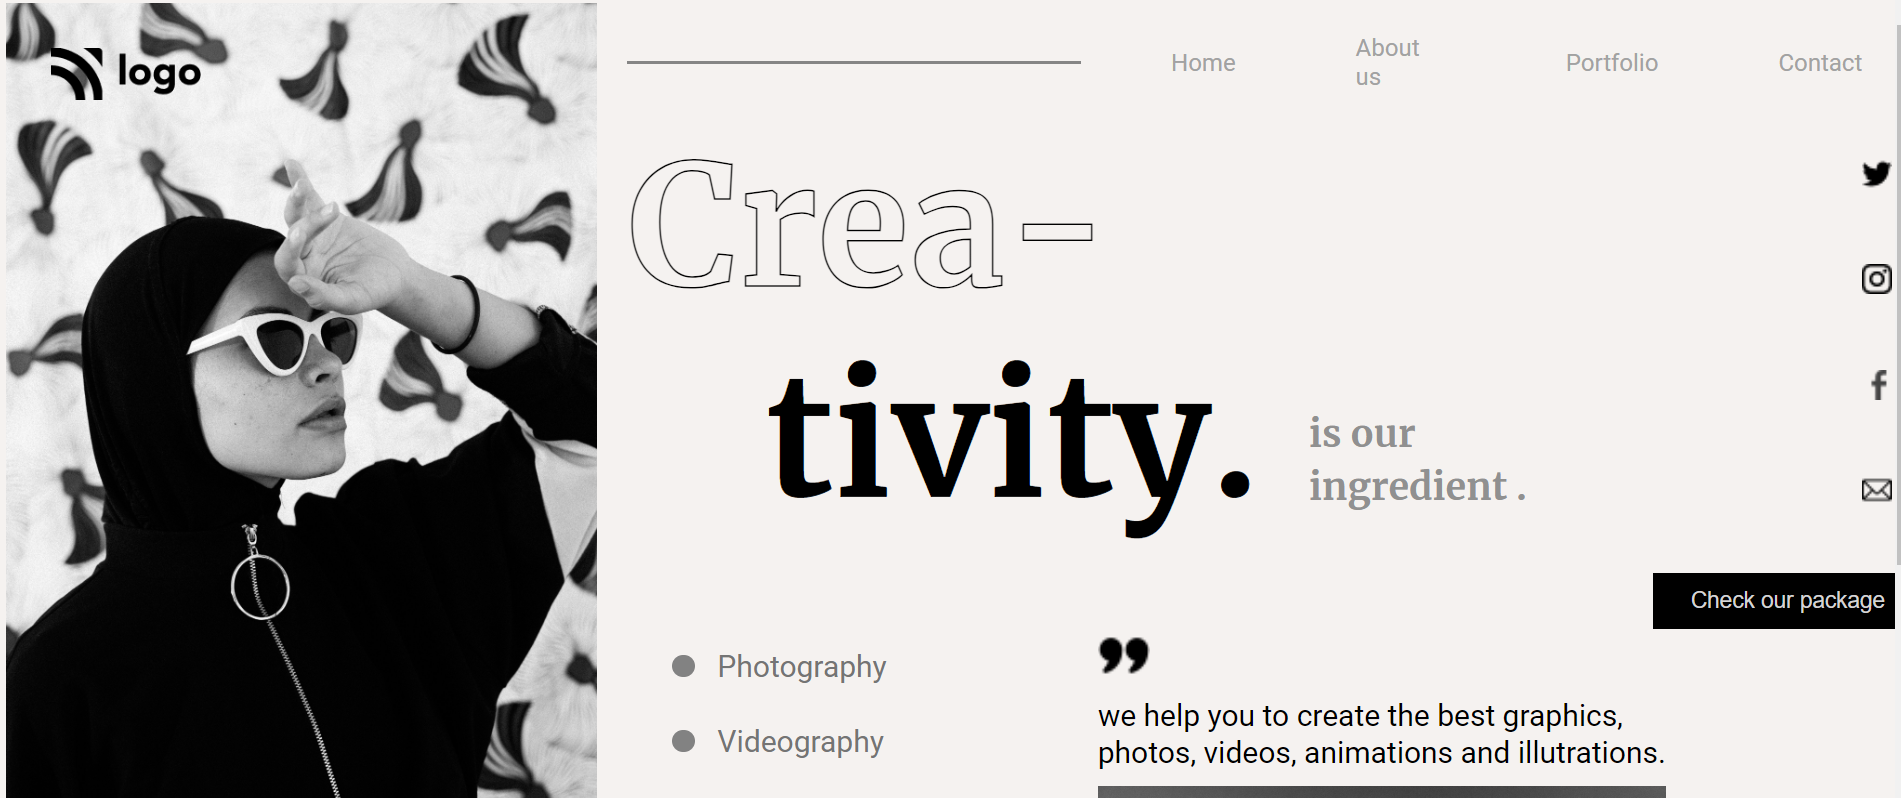 logo
Home
About
us
Portfolio
Contact
Crea-
tivity.
is our
ingredient .
Check our package
Photography
Videography
❞
we help you to create the best graphics,
photos, videos, animations and illutrations.